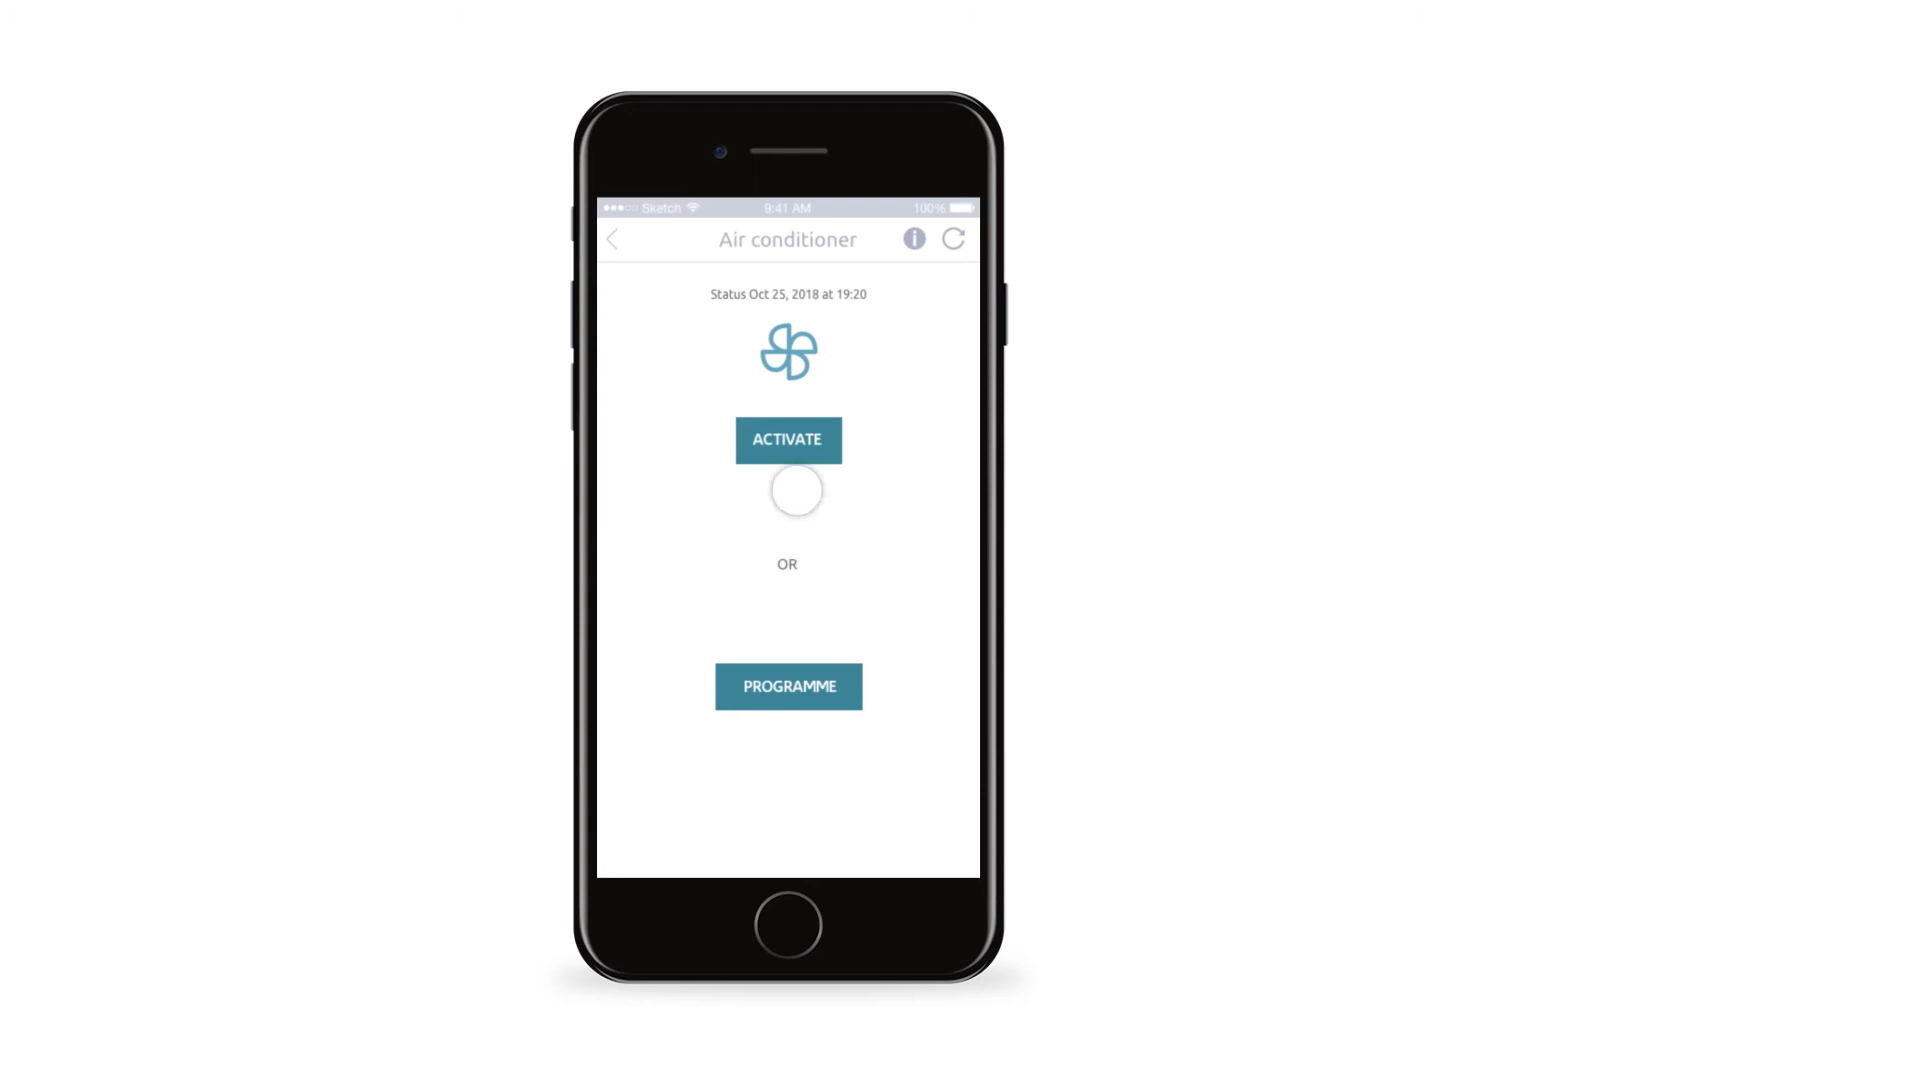 Sketch 9:41 AM 100%
Air conditioner
Status Oct 25, 2018 at 19:20
ACTIVATE
OR
PROGRAMME